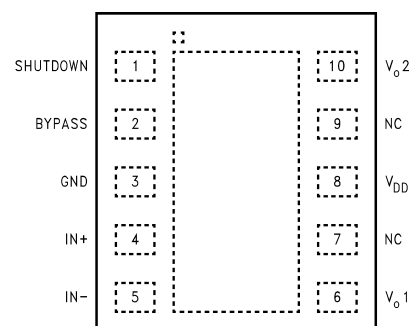 SHUTDOWN 1 10 Vo2
BYPASS 2 9 NC
GND 3 8 VDD
IN+ 4 7 NC
IN- 5 6 Vo1